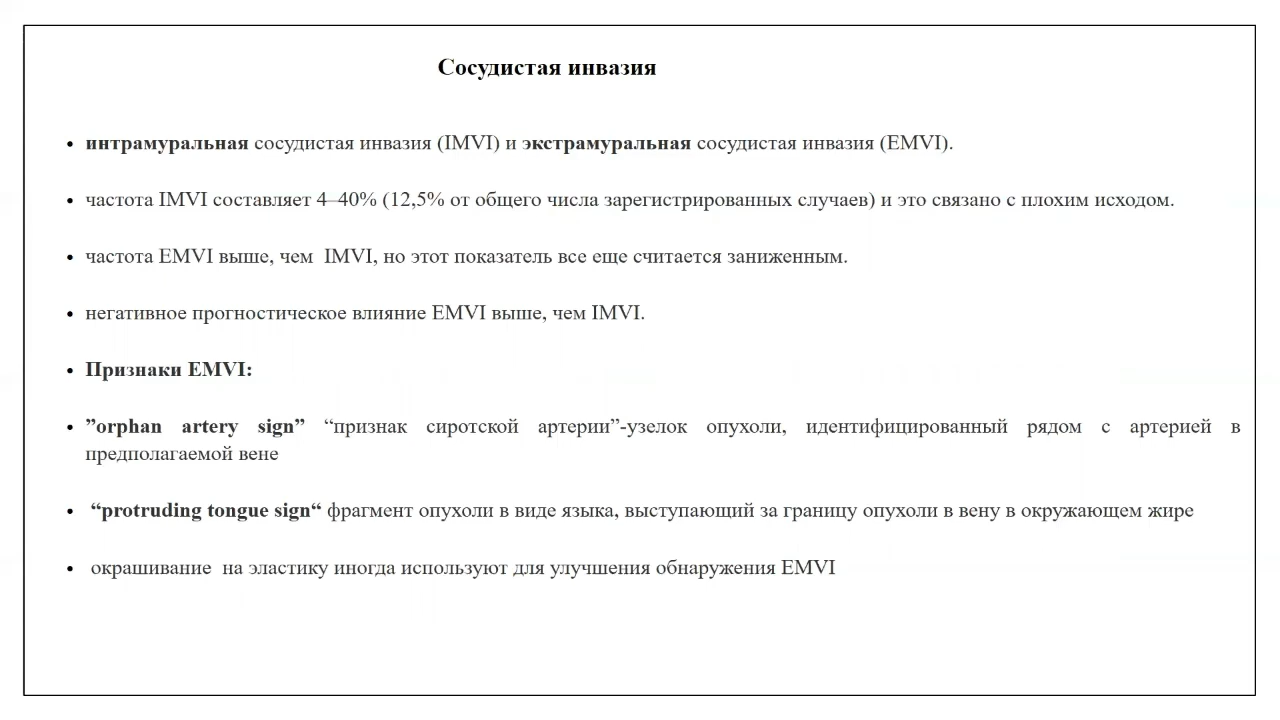 Сосудистая инвазия
• интрамуральная сосудистая инвазия (IMVI) и экстрамуральная сосудистая инвазия (EMVI).
• частота IMVI составляет 4–40% (12,5% от общего числа зарегистрированных случаев) и это связано с плохим исходом.
• частота EMVI выше, чем  IMVI, но этот показатель все еще считается заниженным.
• негативное прогностическое влияние EMVI выше, чем IMVI.
• Признаки EMVI:
• ”orphan artery sign” “признак сиротской артерии”-узелок опухоли, идентифицированный рядом с артерией в
предполагаемой вене
• “protruding tongue sign“ фрагмент опухоли в виде языка, выступающий за границу опухоли в вену в окружающем жире
• окрашивание  на эластику иногда используют для улучшения обнаружения EMVI